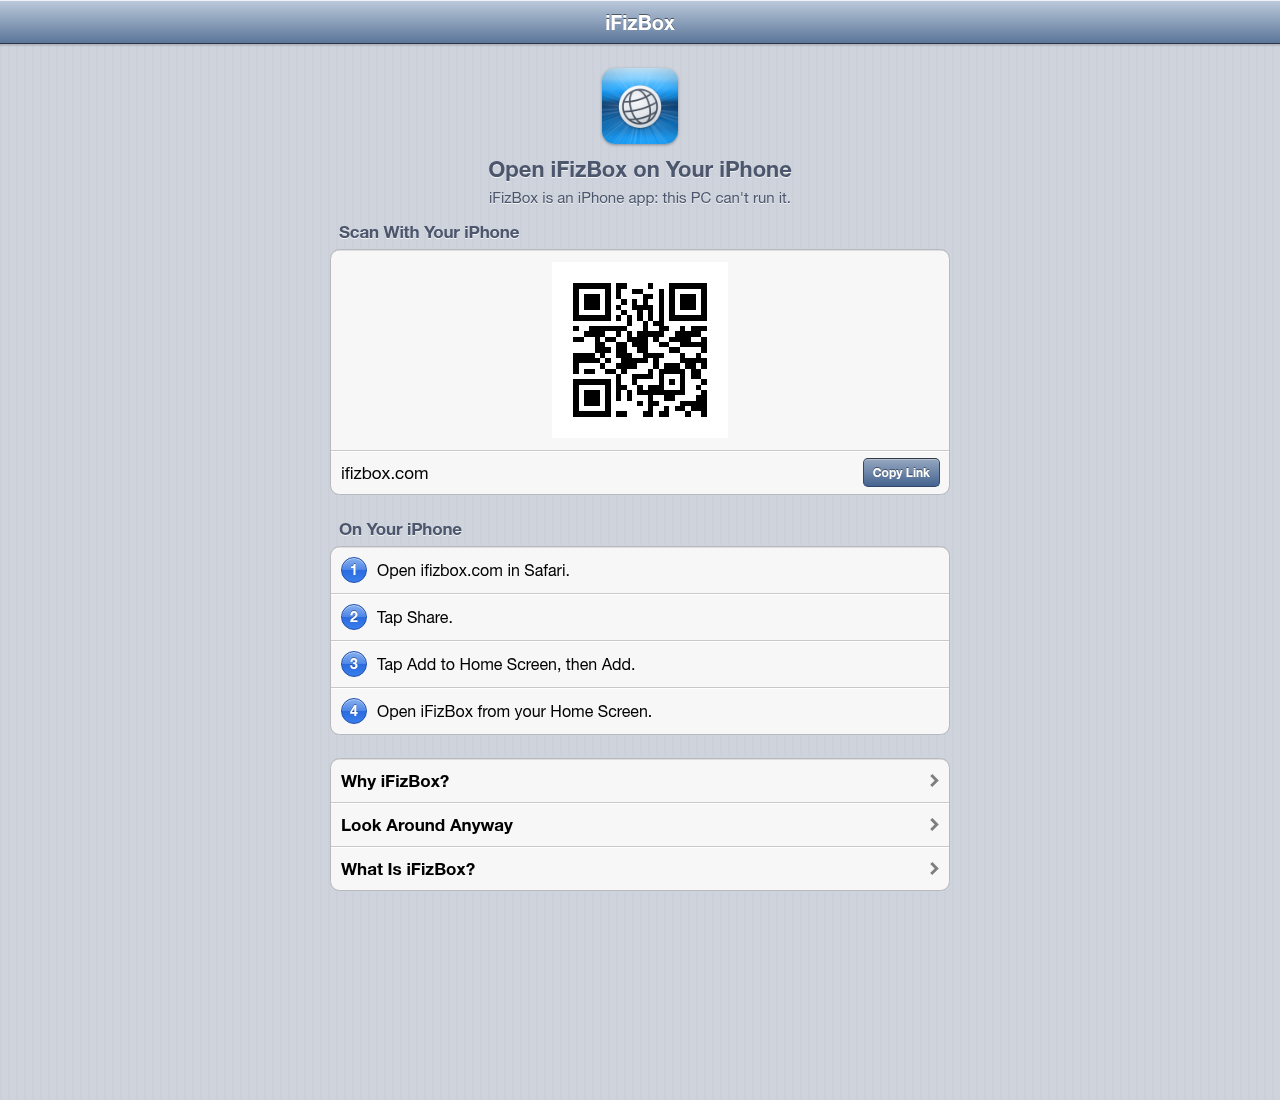 iFizBox
Open iFizBox on Your iPhone
iFizBox is an iPhone app: this PC can't run it.
Scan With Your iPhone
ifizbox.com
Copy Link
On Your iPhone
1 Open ifizbox.com in Safari.
2 Tap Share.
3 Tap Add to Home Screen, then Add.
4 Open iFizBox from your Home Screen.
Why iFizBox?
Look Around Anyway
What Is iFizBox?